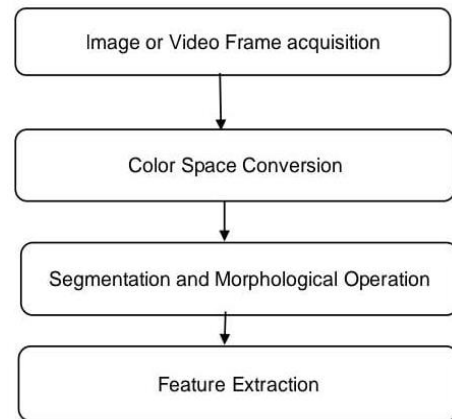 Image or Video Frame acquisition
Color Space Conversion
Segmentation and Morphological Operation
Feature Extraction